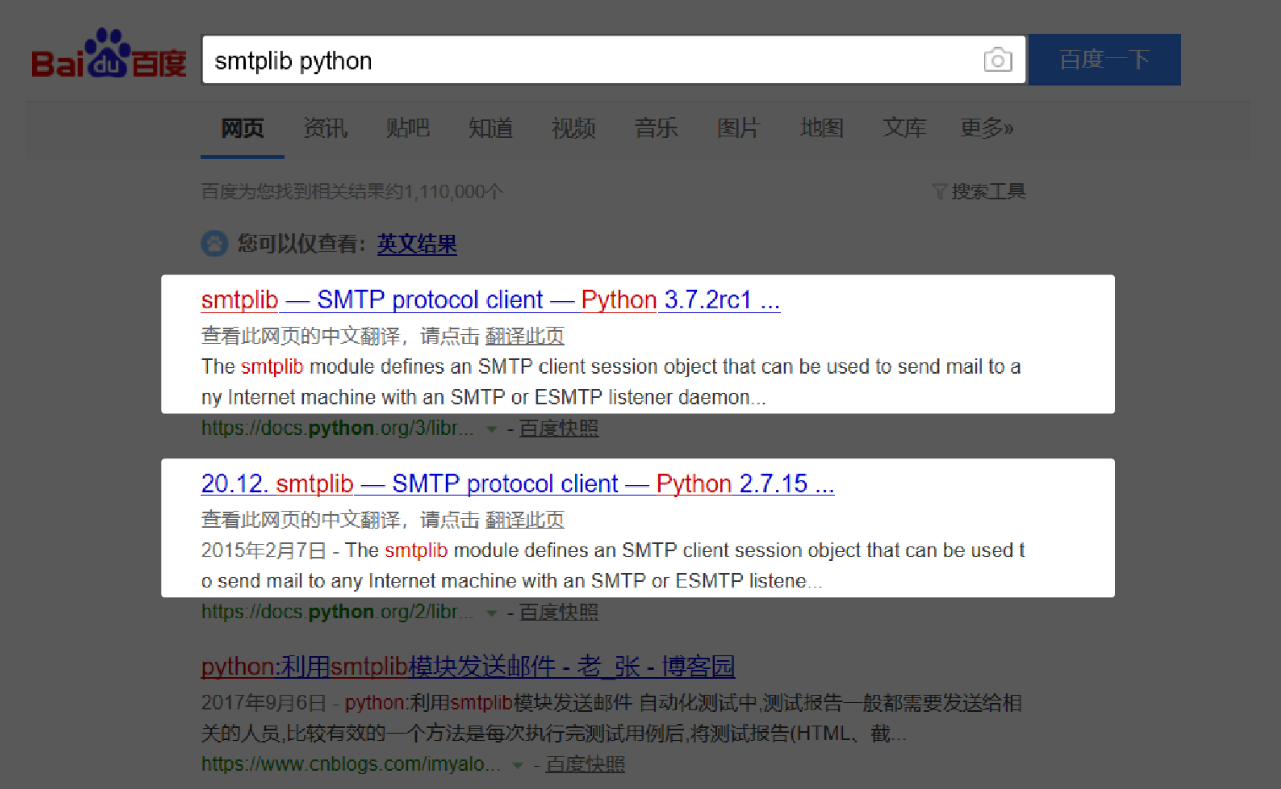 Baidu百度
smtplib python
百度一下
网页 资讯 贴吧 知道 视频 音乐 图片 地图 文库 更多»
百度为您找到相关结果约1,110,000个
搜索工具
您可以仅查看：英文结果
smtplib — SMTP protocol client — Python 3.7.2rc1 ...
查看此网页的中文翻译，请点击 翻译此页
The smtplib module defines an SMTP client session object that can be used to send mail to a
ny Internet machine with an SMTP or ESMTP listener daemon...
https://docs.python.org/3/libr... - 百度快照
20.12. smtplib — SMTP protocol client — Python 2.7.15 ...
查看此网页的中文翻译，请点击 翻译此页
2015年2月7日 - The smtplib module defines an SMTP client session object that can be used t
o send mail to any Internet machine with an SMTP or ESMTP listene...
https://docs.python.org/2/libr... - 百度快照
python:利用smtplib模块发送邮件 - 老_张 - 博客园
2017年9月6日 - python:利用smtplib模块发送邮件 自动化测试中,测试报告一般都需要发送给相
关的人员,比较有效的一个方法是每次执行完测试用例后,将测试报告(HTML、截...
https://www.cnblogs.com/imyalo... - 百度快照